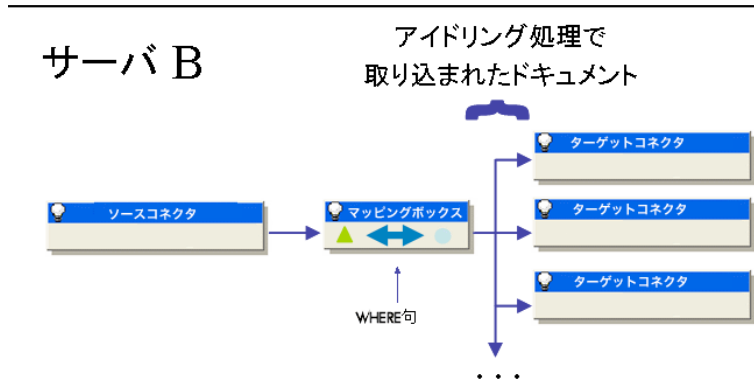 サーバ B
アイドリング処理で
取り込まれたドキュメント
ターゲットコネクタ
ソースコネクタ
マッピングボックス
ターゲットコネクタ
ターゲットコネクタ
WHERE句
・・・